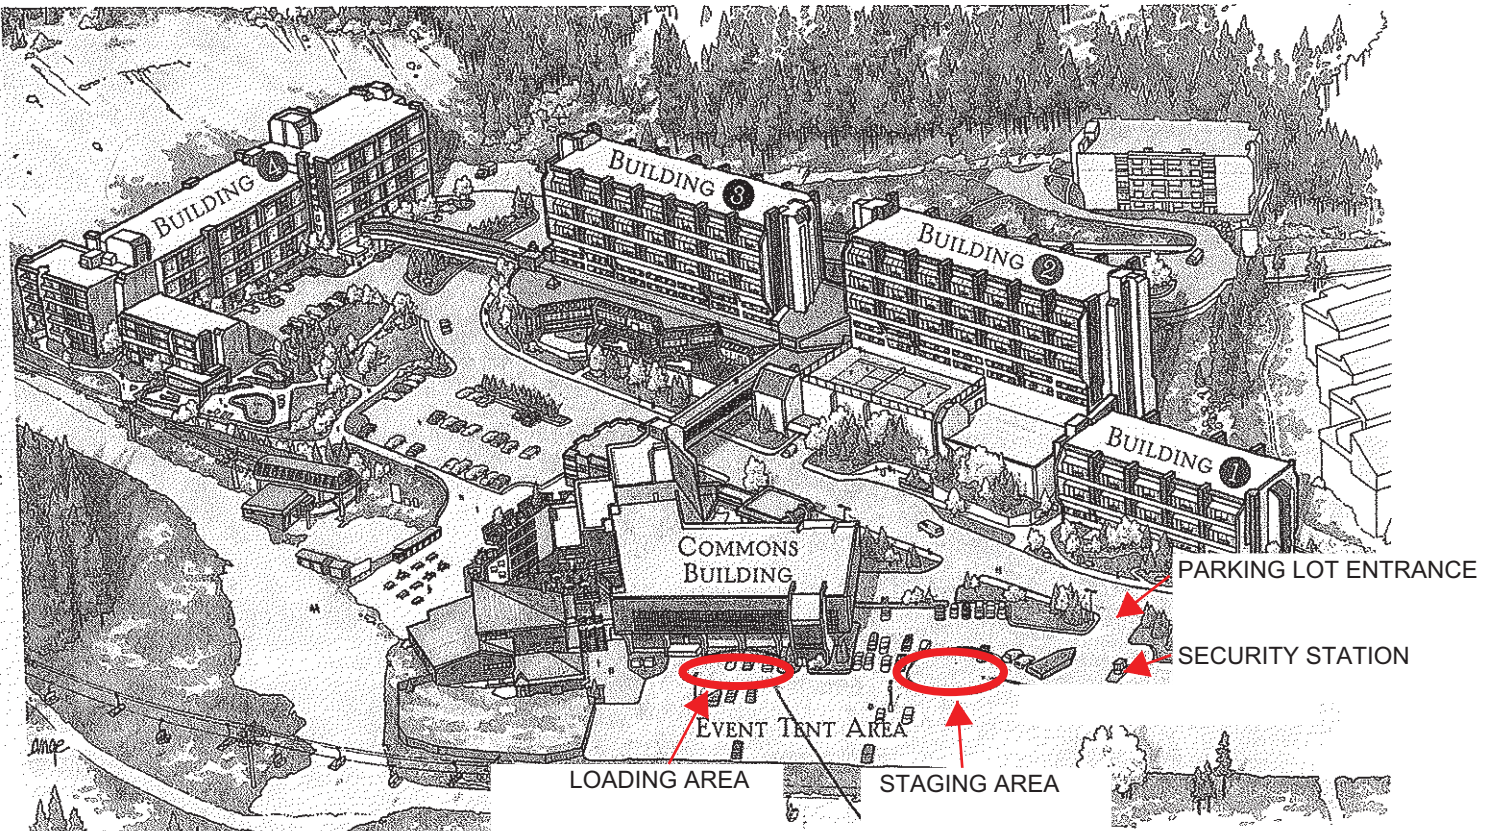 BUILDING 4
BUILDING 3
BUILDING 2
BUILDING 1
COMMONS
BUILDING
PARKING LOT ENTRANCE
SECURITY STATION
EVENT TENT AREA
LOADING AREA
STAGING AREA